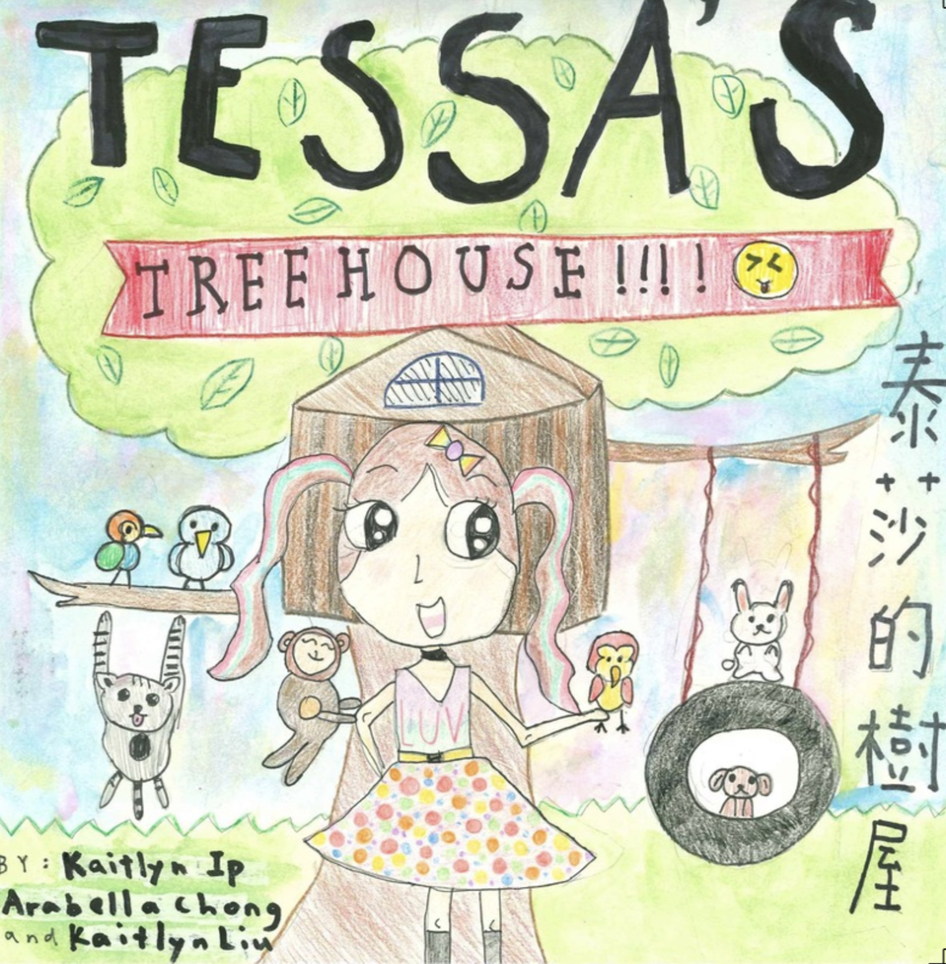 TESSA'S
TREEHOUSE!!!!
泰莎的樹屋
LUV
BY: Kaitlyn Ip
Arabella Chong
and Kaitlyn Liu